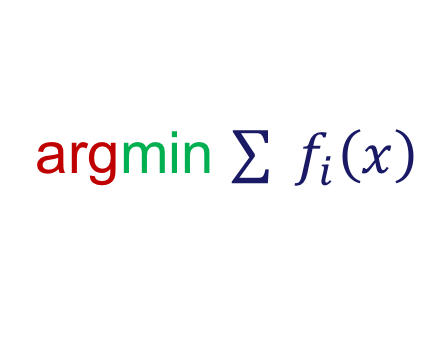 argmin ∑ fᵢ(x)